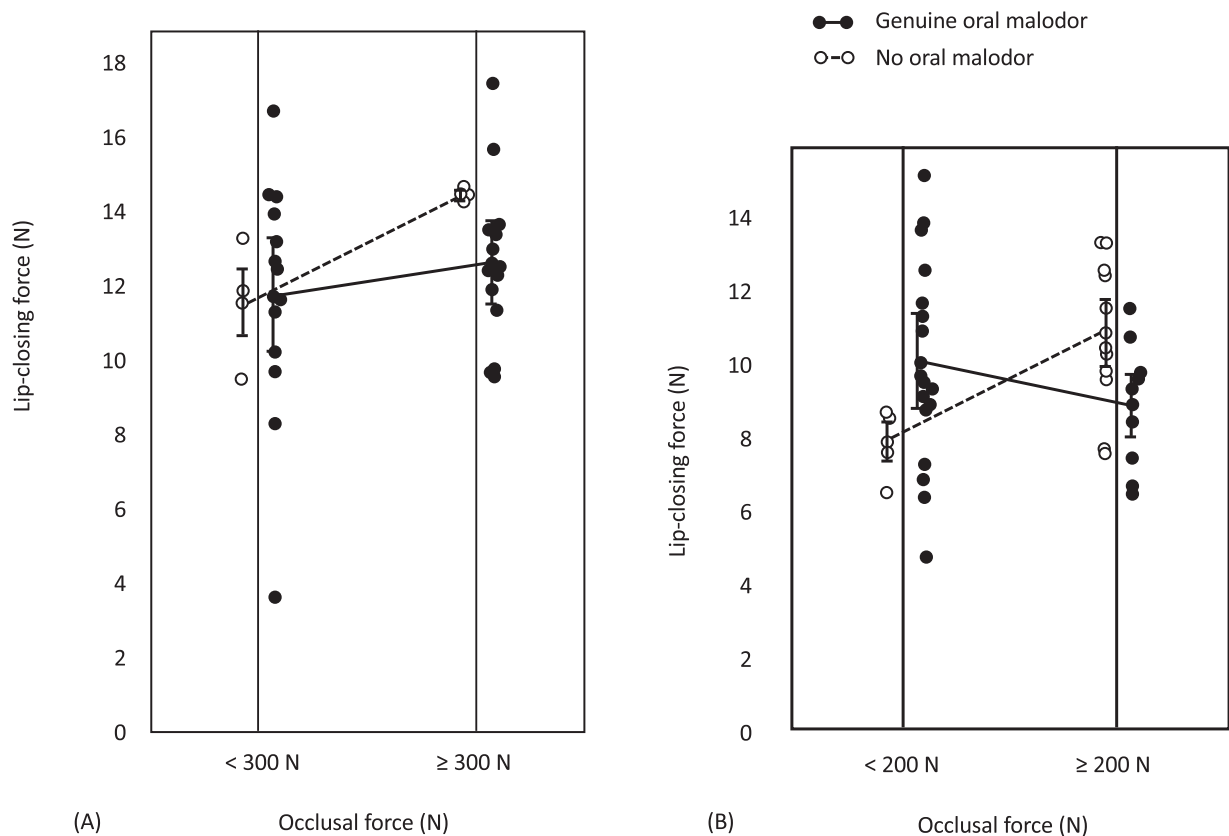 Genuine oral malodor
No oral malodor
Lip-closing force (N)
18
16
14
12
10
8
6
4
2
0
< 300 N
≥ 300 N
(A)
Occlusal force (N)
Lip-closing force (N)
14
12
10
8
6
4
2
0
< 200 N
≥ 200 N
(B)
Occlusal force (N)